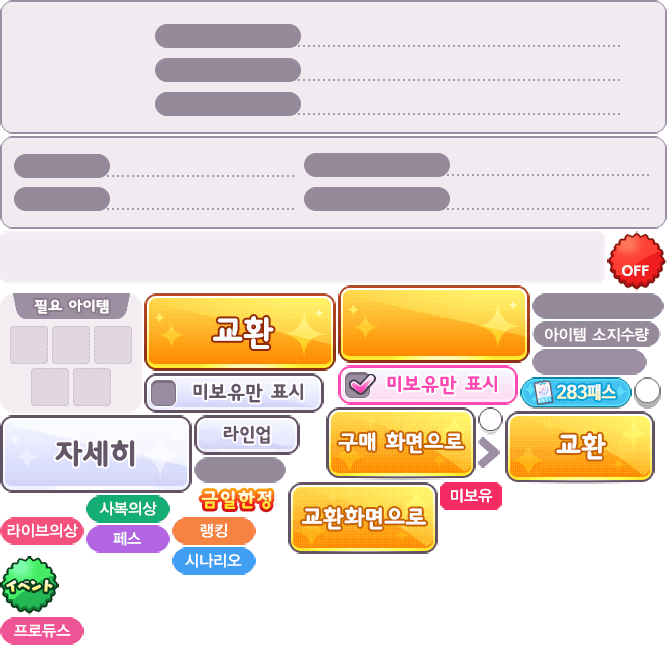 OFF
필요 아이템
교환
아이템 소지수량
미보유만 표시
미보유만 표시
283패스
자세히
라인업
구매 화면으로
교환
금일한정
교환화면으로
미보유
사복의상
라이브의상
페스
랭킹
시나리오
イベント
프로듀스